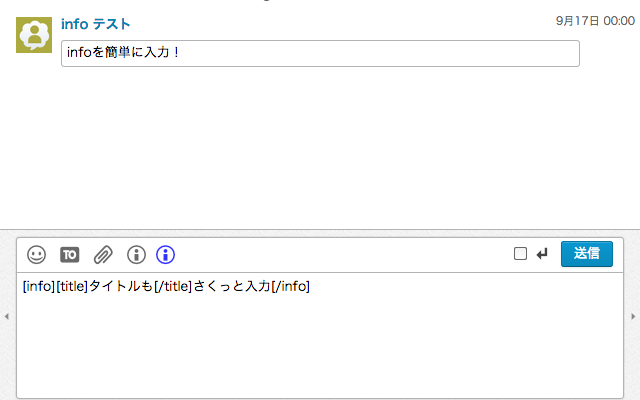 info テスト
9月17日 00:00
infoを簡単に入力！
TO
送信
[info][title]タイトルも[/title]さくっと入力[/info]